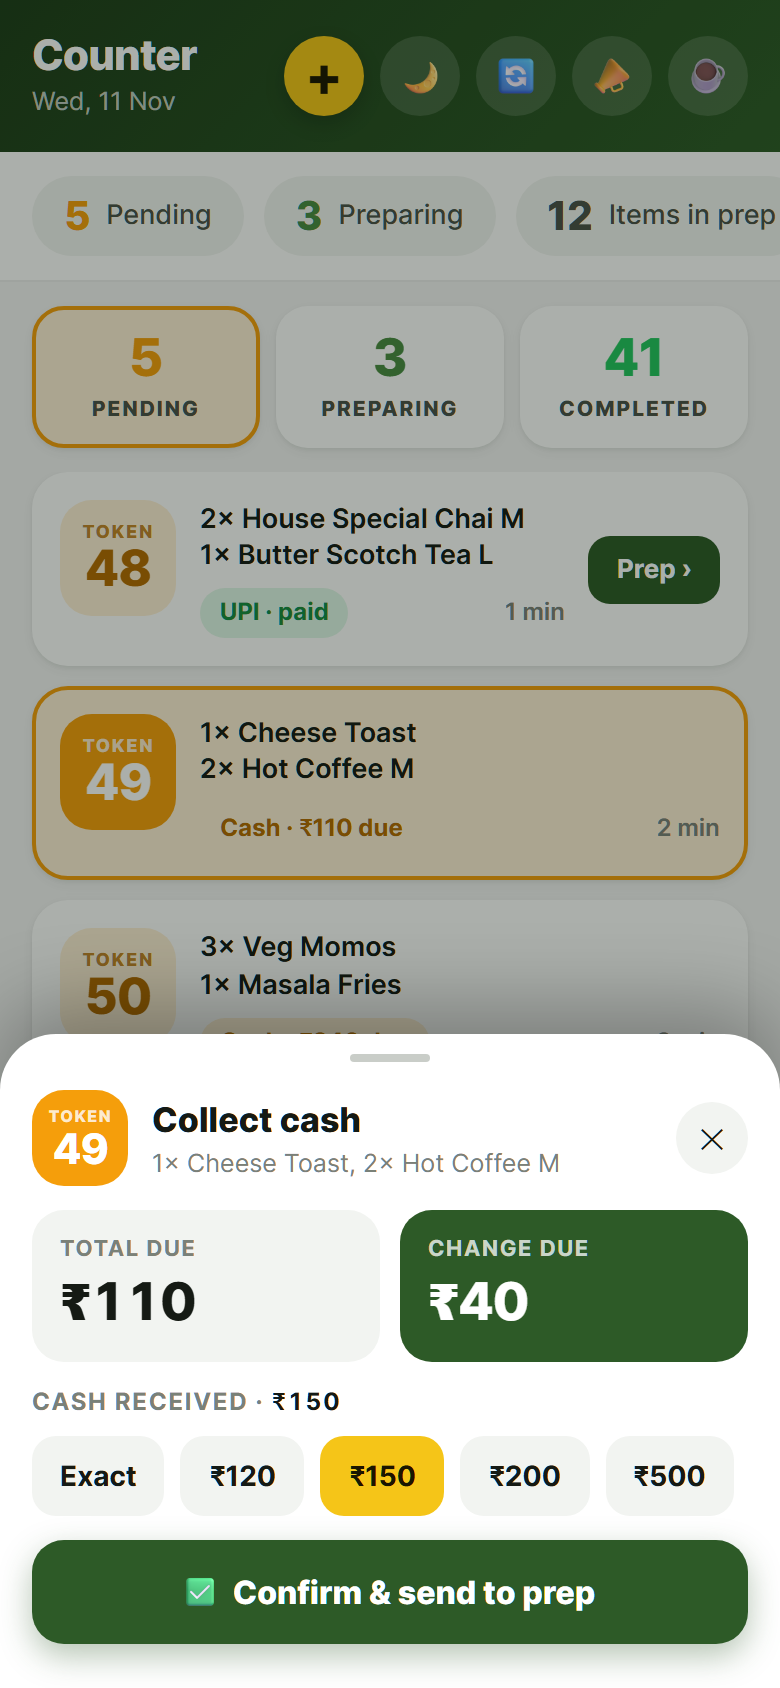 Counter
Wed, 11 Nov
5 Pending
3 Preparing
12 Items in prep
5
PENDING
3
PREPARING
41
COMPLETED
TOKEN
48
2× House Special Chai M
1× Butter Scotch Tea L
UPI · paid
1 min
Prep ›
TOKEN
49
1× Cheese Toast
2× Hot Coffee M
Cash · ₹110 due
2 min
TOKEN
50
3× Veg Momos
1× Masala Fries
TOKEN
49
Collect cash
1× Cheese Toast, 2× Hot Coffee M
TOTAL DUE
₹110
CHANGE DUE
₹40
CASH RECEIVED · ₹150
Exact
₹120
₹150
₹200
₹500
Confirm & send to prep